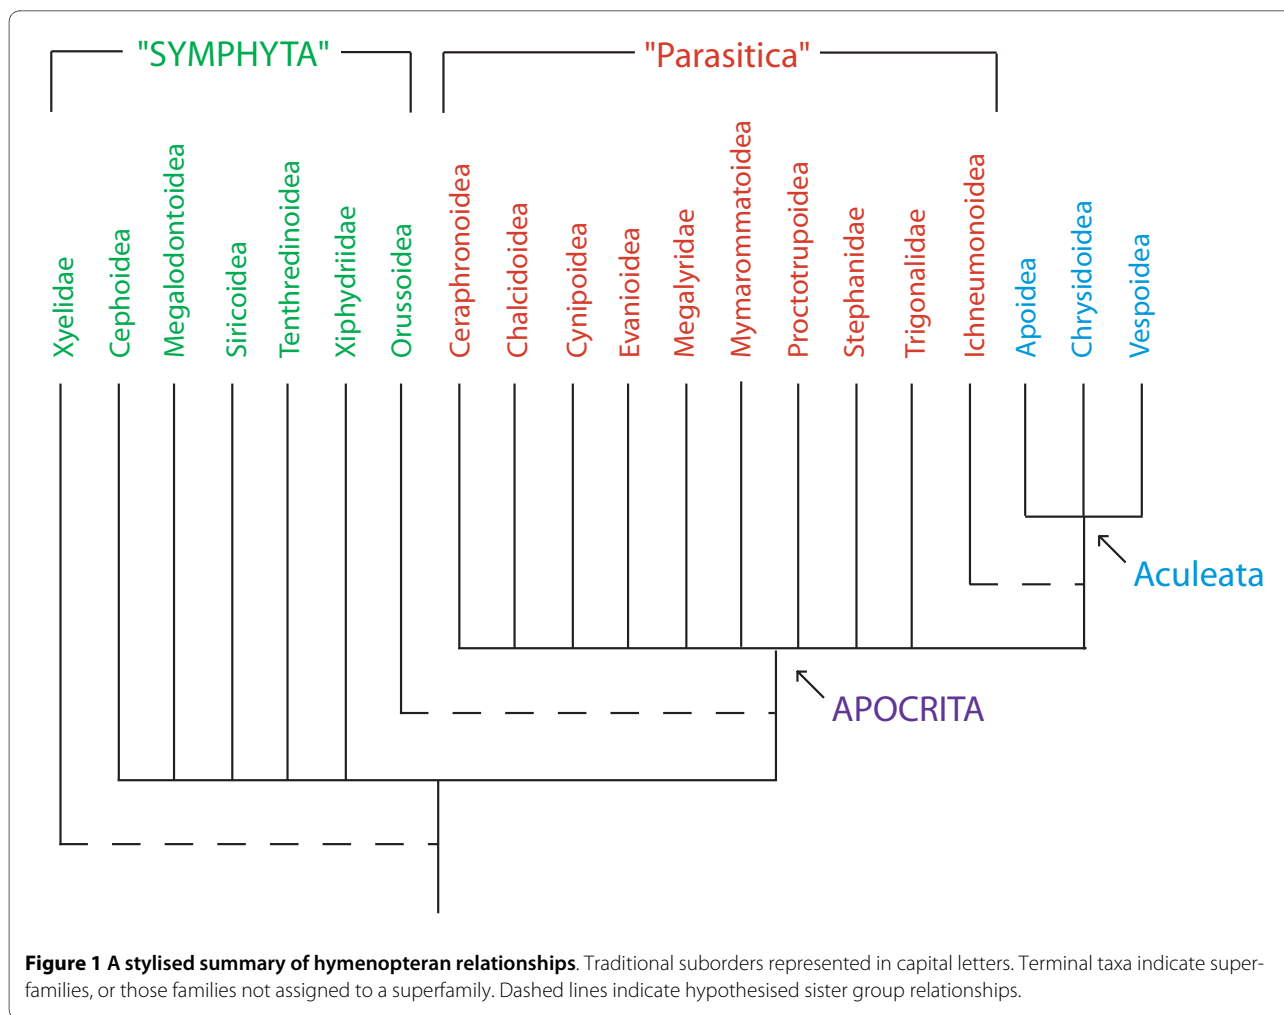 "SYMPHYTA"
"Parasitica"
Xyelidae
Cephoidea
Megalodontoidea
Siricoidea
Tenthredinoidea
Xiphydriidae
Orussoidea
Ceraphronoidea
Chalcidoidea
Cynipoidea
Evanioidea
Megalyridae
Mymarommatoidea
Proctotrupoidea
Stephanidae
Trigonalidae
Ichneumonoidea
Apoidea
Chrysidoidea
Vespoidea
Aculeata
APOCRITA
Figure 1 A stylised summary of hymenopteran relationships. Traditional suborders represented in capital letters. Terminal taxa indicate super-
families, or those families not assigned to a superfamily. Dashed lines indicate hypothesised sister group relationships.